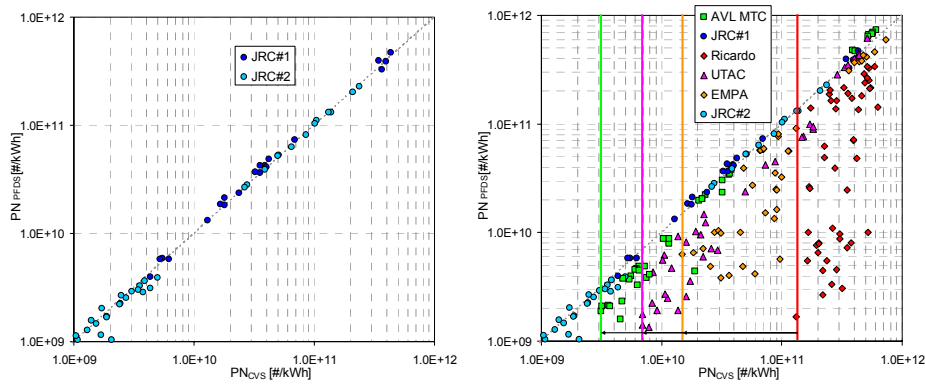 1.0E+12
1.0E+11
1.0E+10
1.0E+09
1.0E+09
1.0E+10
1.0E+11
1.0E+12
PN PFDS [#/kWh]
PNCVS [#/kWh]
JRC#1
JRC#2
1.0E+12
1.0E+11
1.0E+10
1.0E+09
1.0E+09
1.0E+10
1.0E+11
1.0E+12
PN PFDS [#/kWh]
PNCVS [#/kWh]
AVL MTC
JRC#1
Ricardo
UTAC
EMPA
JRC#2